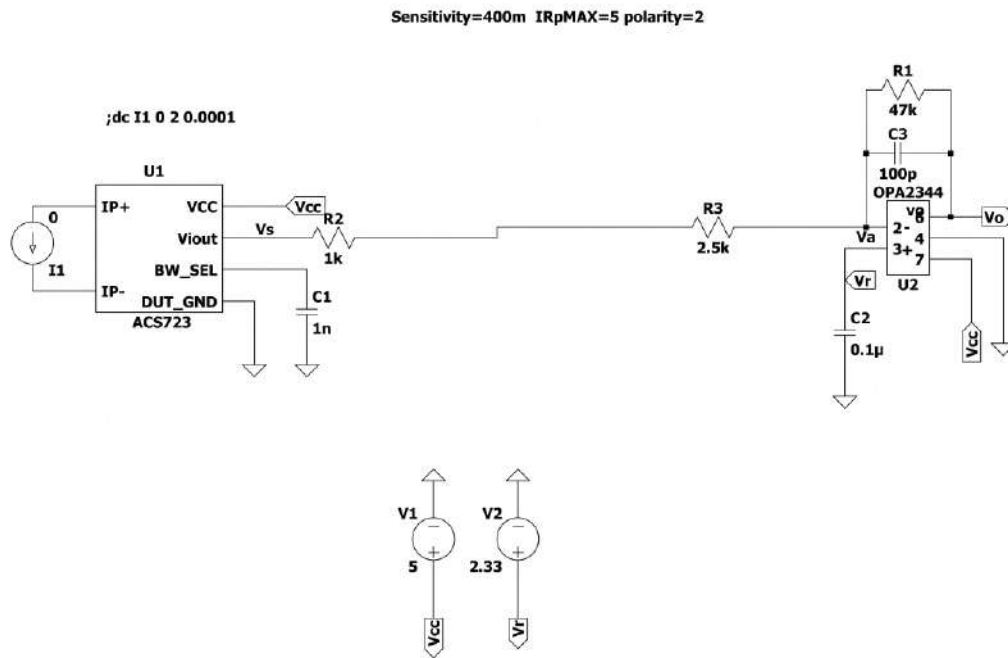 Sensitivity=400m IRpMAX=5 polarity=2
;dc I1 0 2 0.0001
R1
47k
C3
100p
OPA2344
U1
IP+
VCC
Vcc
0
Viout
Vs
R2
1k
I1
BW_SEL
IP-
DUT_GND
ACS723
C1
1n
R3
2.5k
Va
2-
3+
vo
6
4
7
Vo
U2
Vr
C2
0.1µ
Vcc
V1
5
Vcc
V2
2.33
Vr